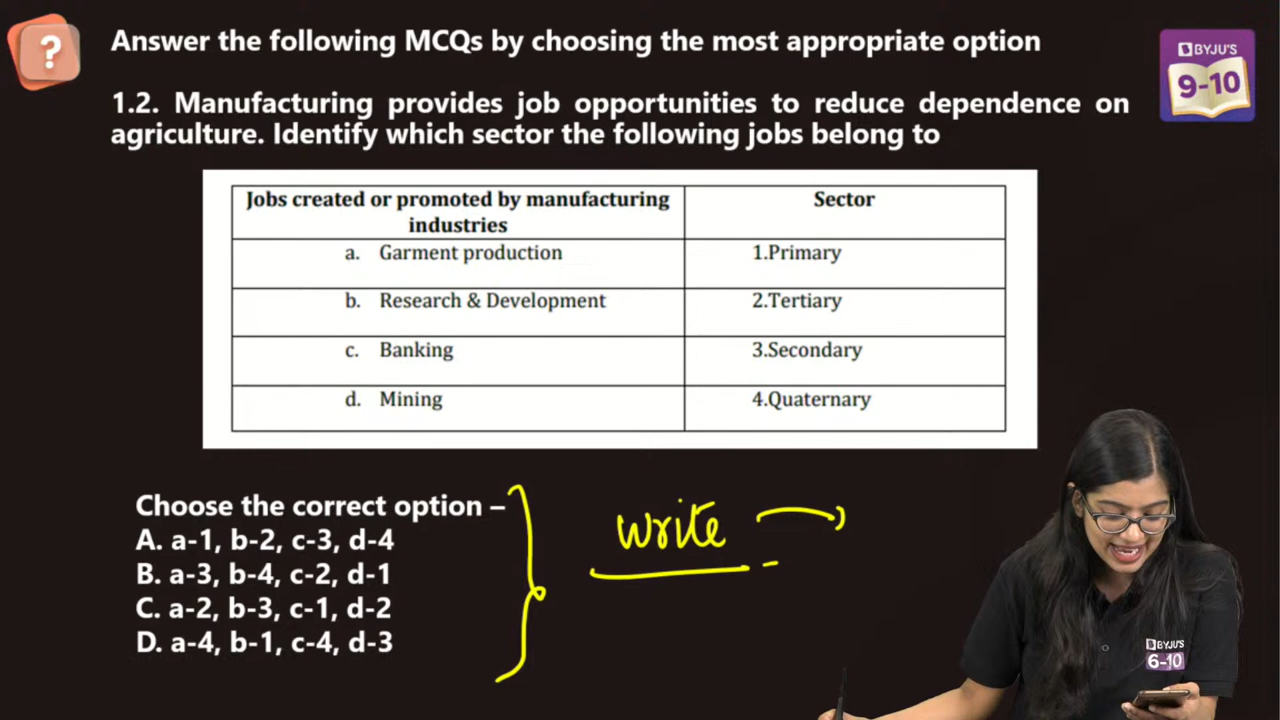 ?
Answer the following MCQs by choosing the most appropriate option
BYJU'S
9-10
1.2. Manufacturing provides job opportunities to reduce dependence on
agriculture. Identify which sector the following jobs belong to
Jobs created or promoted by manufacturing
industries
Sector
a. Garment production
1.Primary
b. Research & Development
2.Tertiary
c. Banking
3.Secondary
d. Mining
4.Quaternary
Choose the correct option –
A. a-1, b-2, c-3, d-4
B. a-3, b-4, c-2, d-1
C. a-2, b-3, c-1, d-2
D. a-4, b-1, c-4, d-3
write
BYJU'S
6-10